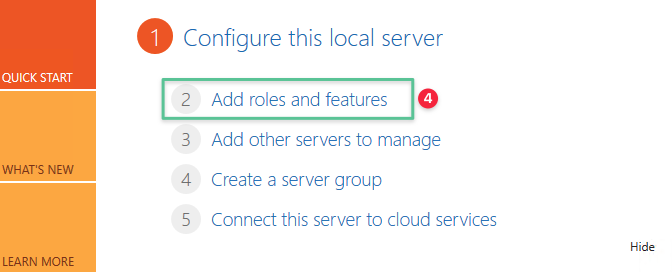 1 Configure this local server
QUICK START
2 Add roles and features 4
3 Add other servers to manage
WHAT'S NEW
4 Create a server group
5 Connect this server to cloud services
Hide
LEARN MORE